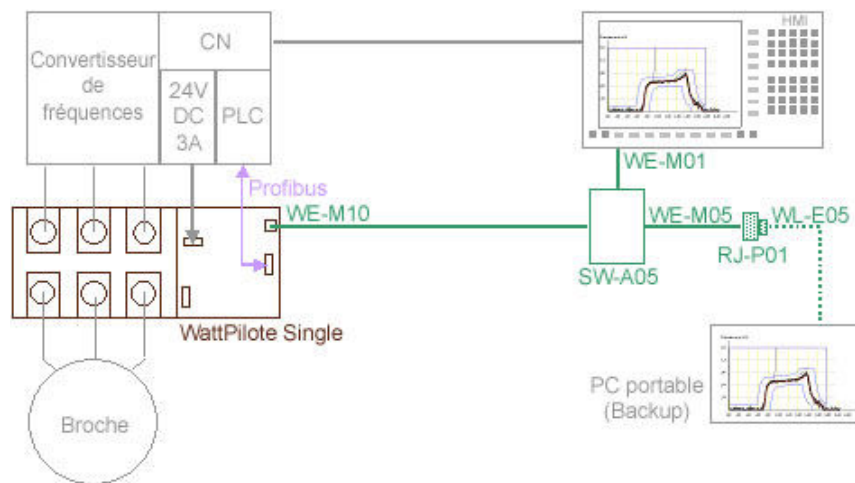 CN
HMI
Convertisseur
de
fréquences
24V
DC
3A
PLC
Profibus
WE-M01
WE-M10
WE-M05
WL-E05
RJ-P01
SW-A05
WattPilote Single
PC portable
(Backup)
Broche